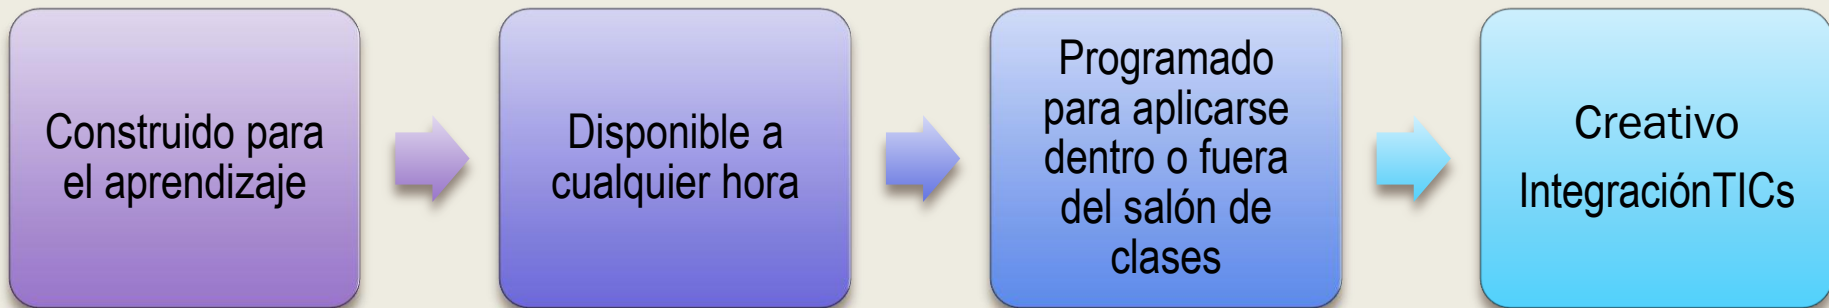 Construido para
el aprendizaje
Disponible a
cualquier hora
Programado
para aplicarse
dentro o fuera
del salón de
clases
Creativo
IntegraciónTICs